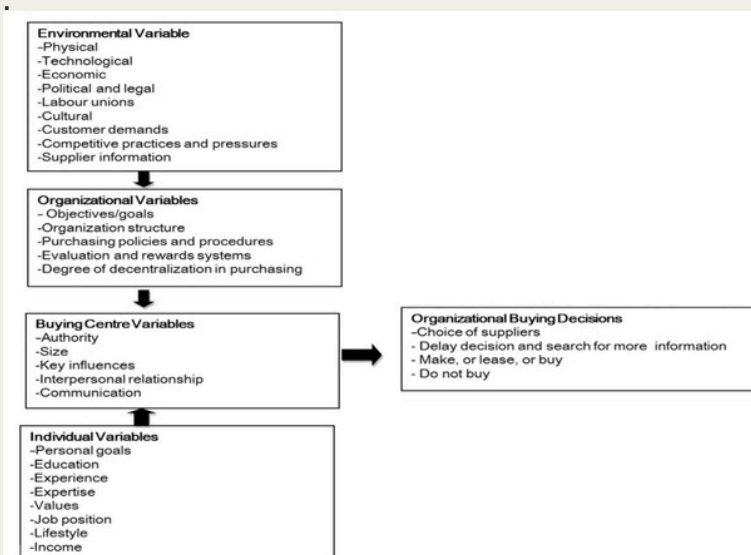 Environmental Variable
-Physical
-Technological
-Economic
-Political and legal
-Labour unions
-Cultural
-Customer demands
-Competitive practices and pressures
-Supplier information
Organizational Variables
- Objectives/goals
-Organization structure
-Purchasing policies and procedures
-Evaluation and rewards systems
-Degree of decentralization in purchasing
Buying Centre Variables
-Authority
-Size
-Key influences
-Interpersonal relationship
-Communication
Organizational Buying Decisions
-Choice of suppliers
- Delay decision and search for more information
- Make, or lease, or buy
- Do not buy
Individual Variables
-Personal goals
-Education
-Experience
-Expertise
-Values
-Job position
-Lifestyle
-Income